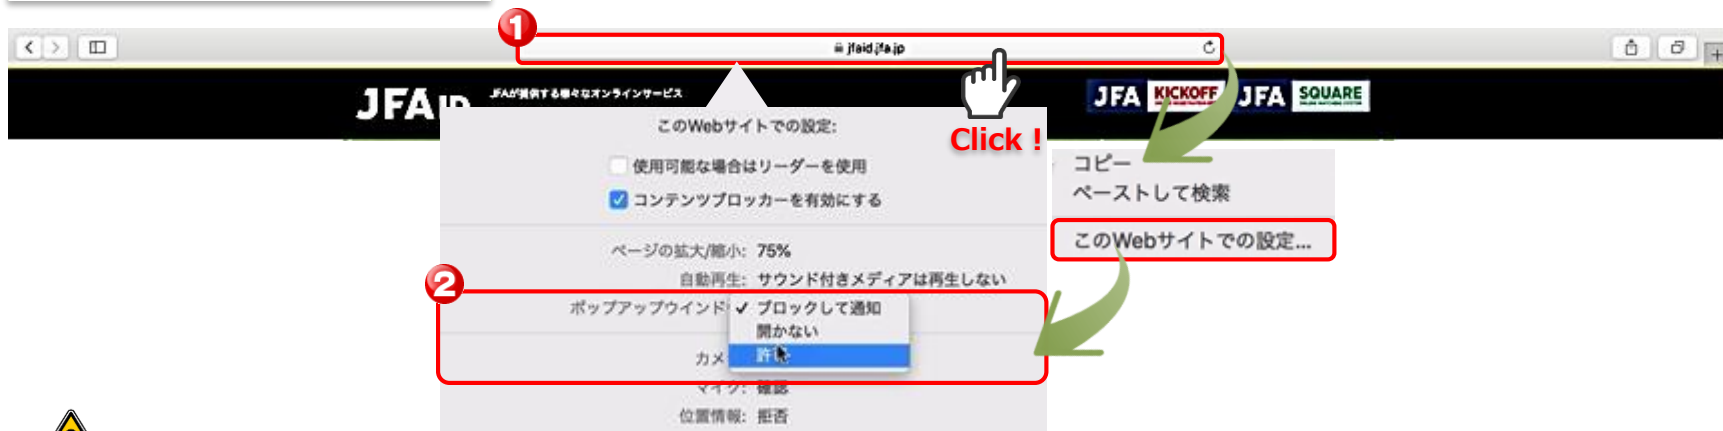 1
jfaid.jfa.jp
JFA
JFAが提供する様々なオンラインサービス
JFA KICKOFF JFA SQUARE
Click !
このWebサイトでの設定:
使用可能な場合はリーダーを使用
コンテンツブロッカーを有効にする
ページの拡大/縮小: 75%
自動再生: サウンド付きメディアは再生しない
2
ポップアップウインド ✓ ブロックして通知
開かない
許
カメ
マイク: 確認
位置情報: 拒否
コピー
ペーストして検索
このWebサイトでの設定...